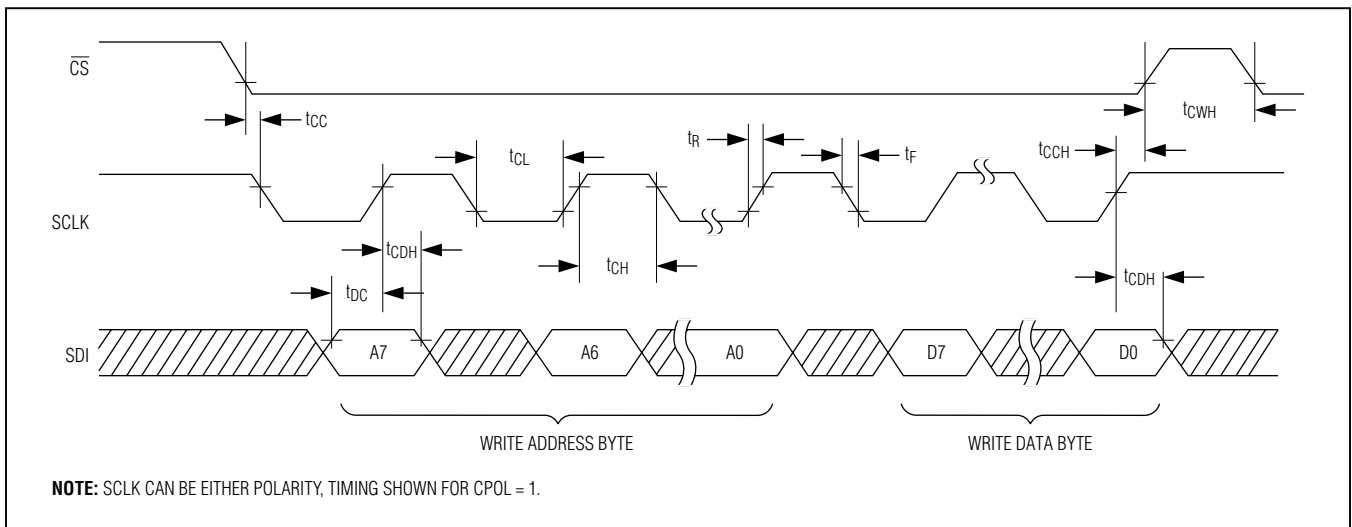 CS
tCC
tCL
tR
tF
tCWH
tCCH
SCLK
tCDH
tDC
tCH
tCDH
SDI
A7
A6
A0
D7
D0
WRITE ADDRESS BYTE
WRITE DATA BYTE
NOTE: SCLK CAN BE EITHER POLARITY, TIMING SHOWN FOR CPOL = 1.